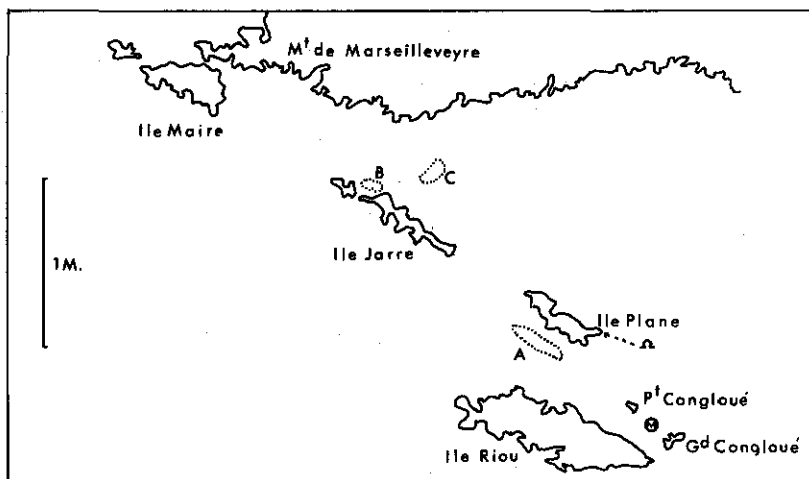 Mᵗ de Marseilleveyre
Ile Maire
B
C
Ile Jarre
1M.
Ile Plane
A
Pᵗ Congloué
Gᵈ Congloué
Ile Riou